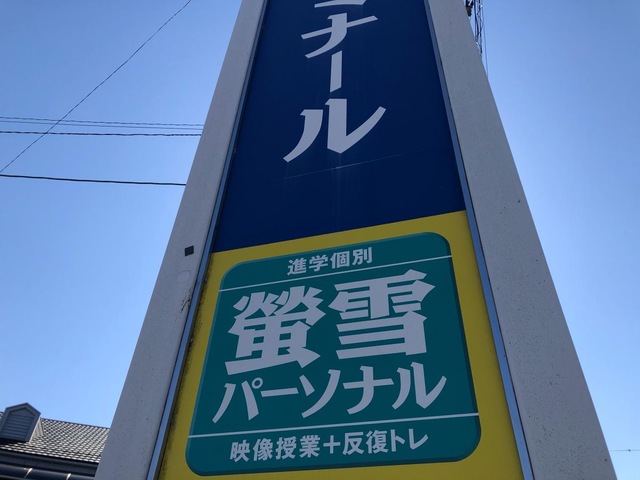 ナール
進学個別
螢雪
パーソナル
映像授業+反復トレ